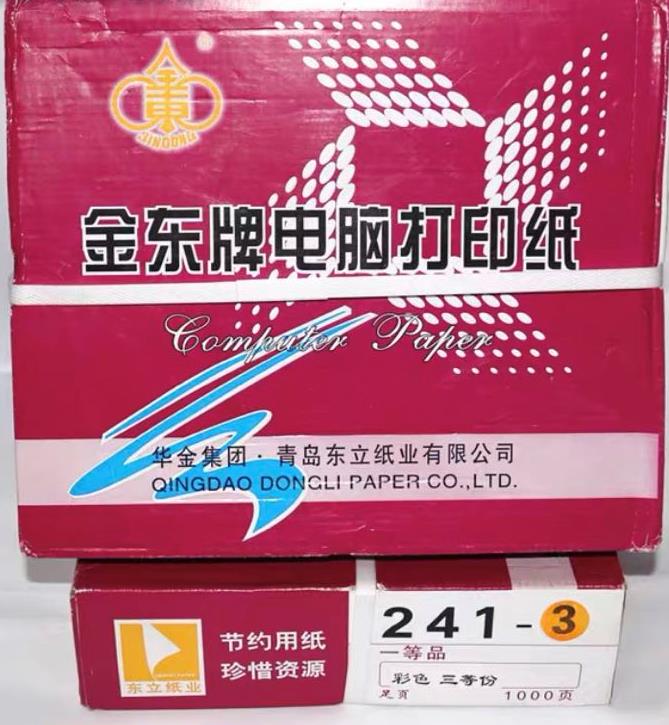 JINDONG
®
金东牌电脑打印纸
Computer Paper
华金集团·青岛东立纸业有限公司
QINGDAO DONGLI PAPER CO.,LTD.
东立纸业
节约用纸
珍惜资源
241-3
一等品
彩色 三等份
足页 1000页